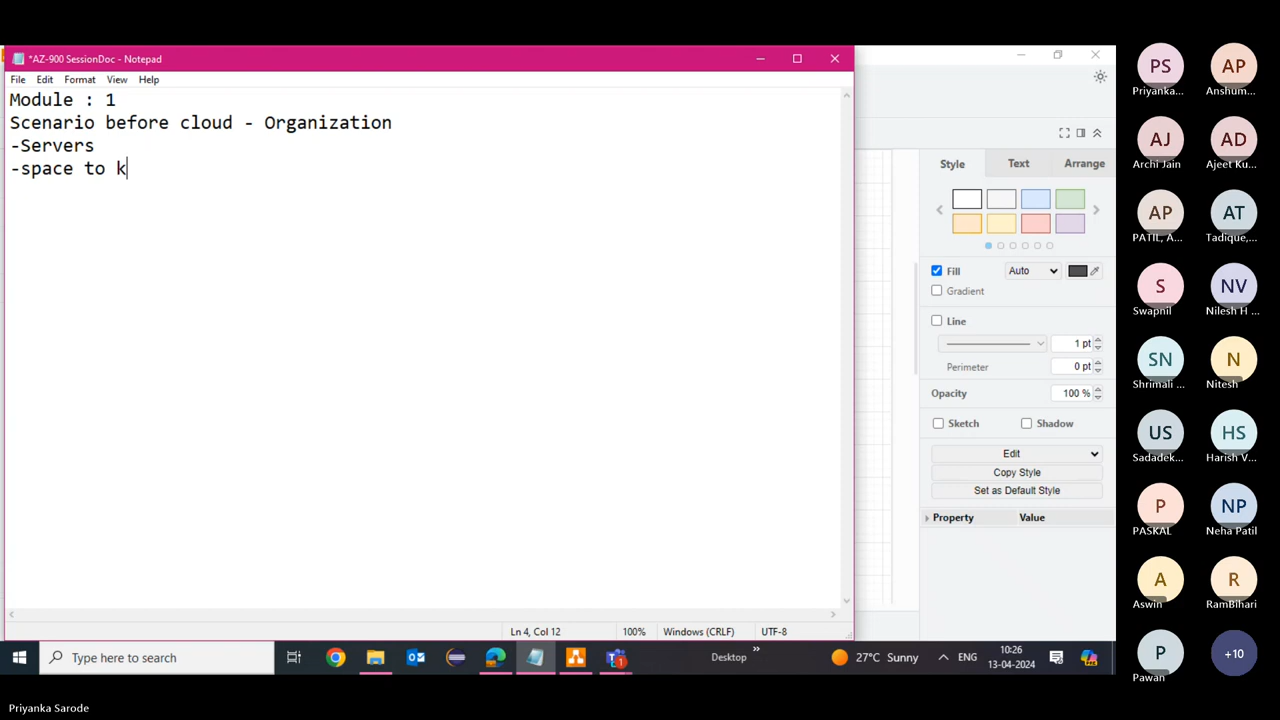 *AZ-900 SessionDoc - Notepad
File Edit Format View Help
Module : 1
Scenario before cloud - Organization
-Servers
-space to k
Ln 4, Col 12 100% Windows (CRLF) UTF-8
Style Text Arrange
Fill Auto
Gradient
Line
1 pt
Perimeter 0 pt
Opacity 100 %
Sketch Shadow
Edit
Copy Style
Set as Default Style
Property Value
PS AP
Priyanka... Anshum...
AJ AD
Archi Jain Ajeet Ku...
AP AT
PATIL, A... Tadique,...
S NV
Swapnil Nilesh H ...
SN N
Shrimali ... Nitesh
US HS
Sadadek... Harish V...
P NP
PASKAL Neha Patil
A R
Aswin RamBihari
P +10
Pawan
Type here to search
1
Desktop »
27°C Sunny
ENG
10:26
13-04-2024
Priyanka Sarode